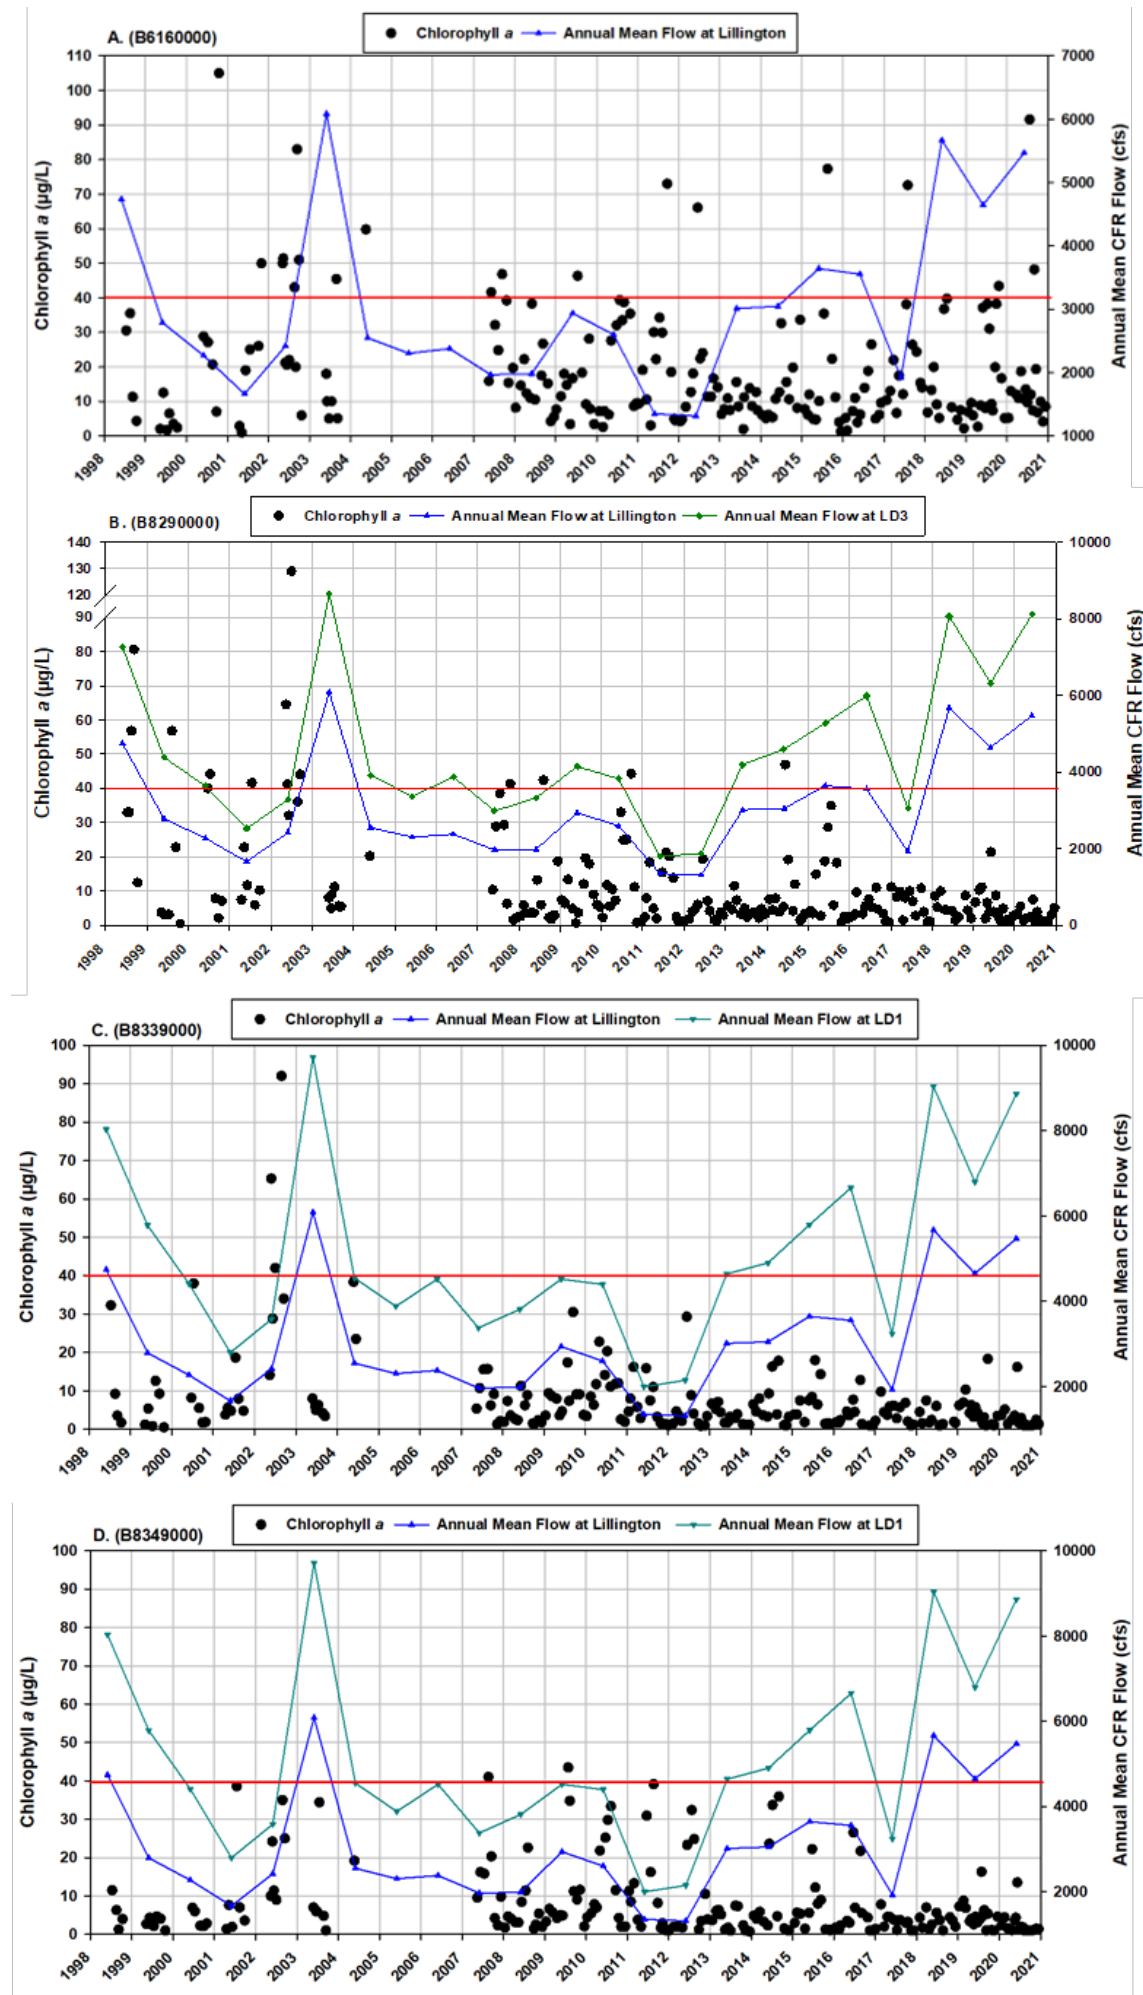 A. (B6160000)
Chlorophyll a Annual Mean Flow at Lillington
110 100 90 80 70 60 50 40 30 20 10 0
Chlorophyll a (µg/L)
7000 6000 5000 4000 3000 2000 1000
Annual Mean CFR Flow (cfs)
1998 1999 2000 2001 2002 2003 2004 2005 2006 2007 2008 2009 2010 2011 2012 2013 2014 2015 2016 2017 2018 2019 2020 2021
B. (B8290000)
Chlorophyll a Annual Mean Flow at Lillington Annual Mean Flow at LD3
140 130 120 90 80 70 60 50 40 30 20 10 0
Chlorophyll a (µg/L)
10000 8000 6000 4000 2000 0
Annual Mean CFR Flow (cfs)
1998 1999 2000 2001 2002 2003 2004 2005 2006 2007 2008 2009 2010 2011 2012 2013 2014 2015 2016 2017 2018 2019 2020 2021
C. (B8339000)
Chlorophyll a Annual Mean Flow at Lillington Annual Mean Flow at LD1
100 90 80 70 60 50 40 30 20 10 0
Chlorophyll a (µg/L)
10000 8000 6000 4000 2000
Annual Mean CFR Flow (cfs)
1998 1999 2000 2001 2002 2003 2004 2005 2006 2007 2008 2009 2010 2011 2012 2013 2014 2015 2016 2017 2018 2019 2020 2021
D. (B8349000)
Chlorophyll a Annual Mean Flow at Lillington Annual Mean Flow at LD1
100 90 80 70 60 50 40 30 20 10 0
Chlorophyll a (µg/L)
10000 8000 6000 4000 2000
Annual Mean CFR Flow (cfs)
1998 1999 2000 2001 2002 2003 2004 2005 2006 2007 2008 2009 2010 2011 2012 2013 2014 2015 2016 2017 2018 2019 2020 2021